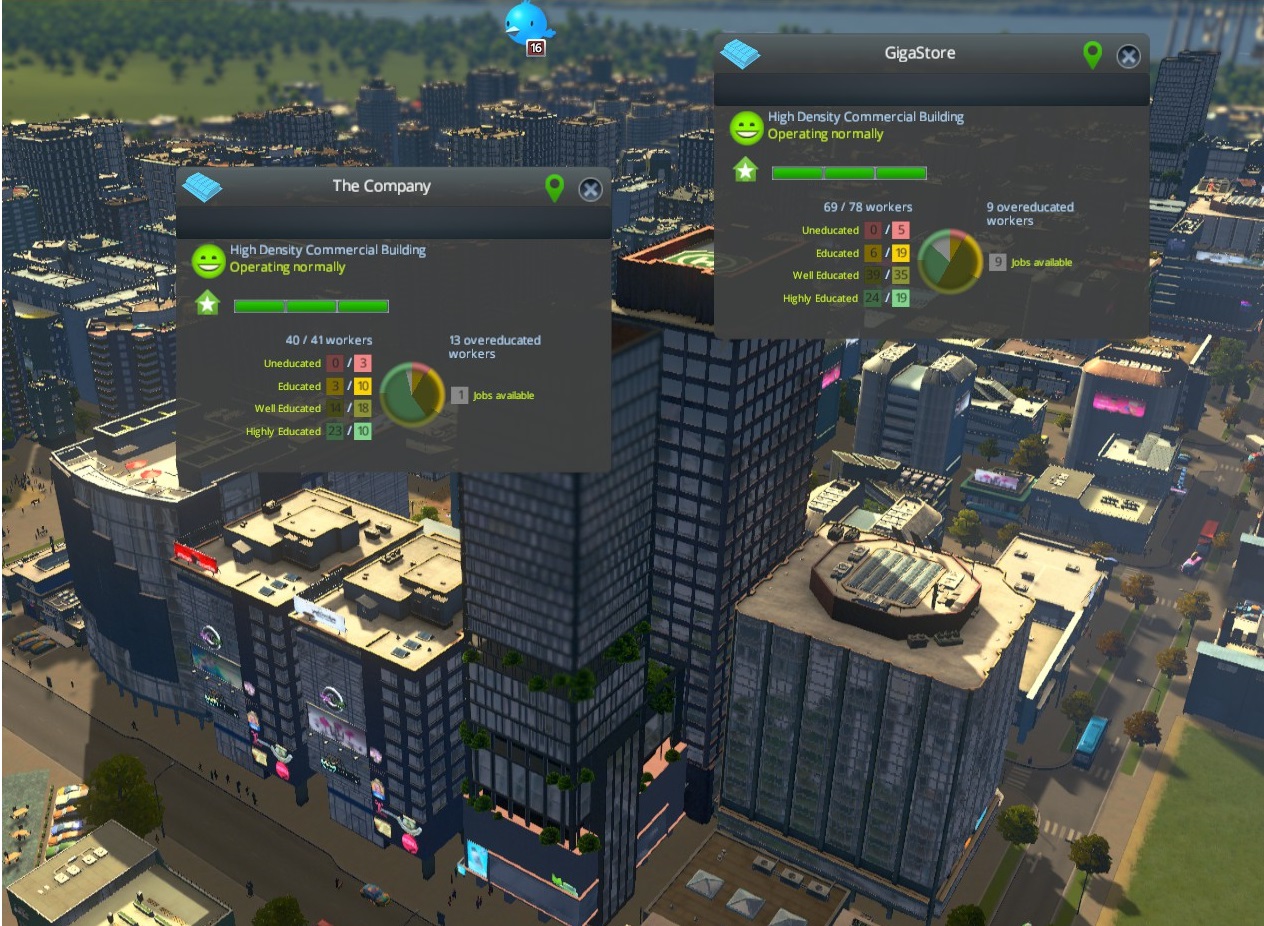 16
GigaStore
High Density Commercial Building
Operating normally
69 / 78 workers
9 overeducated
workers
Uneducated 0 / 5
Educated 6 / 19
Well Educated 39 / 35
Highly Educated 24 / 19
9 Jobs available
The Company
High Density Commercial Building
Operating normally
40 / 41 workers
13 overeducated
workers
Uneducated 0 / 3
Educated 3 / 10
Well Educated 14 / 18
Highly Educated 23 / 10
1 Jobs available